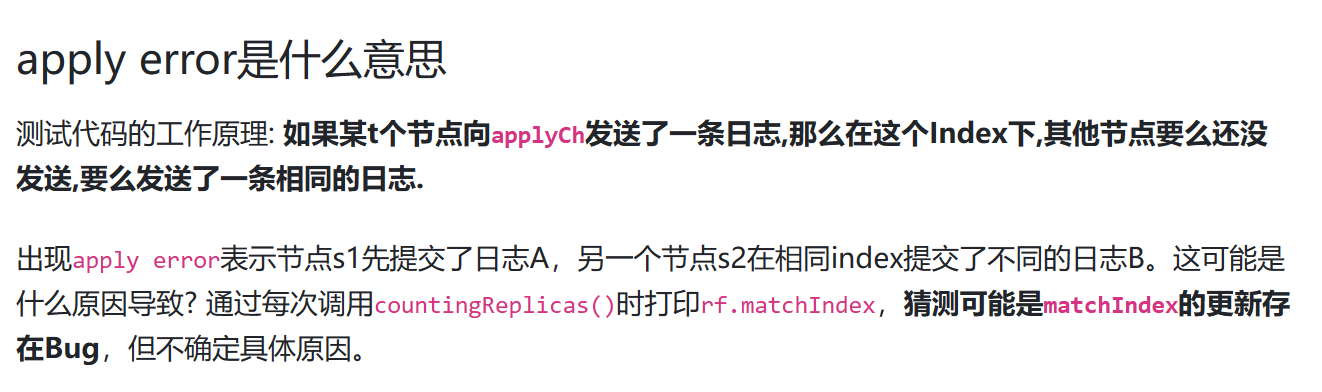 apply error是什么意思
测试代码的工作原理: 如果某t个节点向applyCh发送了一条日志,那么在这个Index下,其他节点要么还没
发送,要么发送了一条相同的日志.
出现apply error表示节点s1先提交了日志A，另一个节点s2在相同index提交了不同的日志B。这可能是
什么原因导致? 通过每次调用countingReplicas()时打印rf.matchIndex，猜测可能是matchIndex的更新存
在Bug，但不确定具体原因。